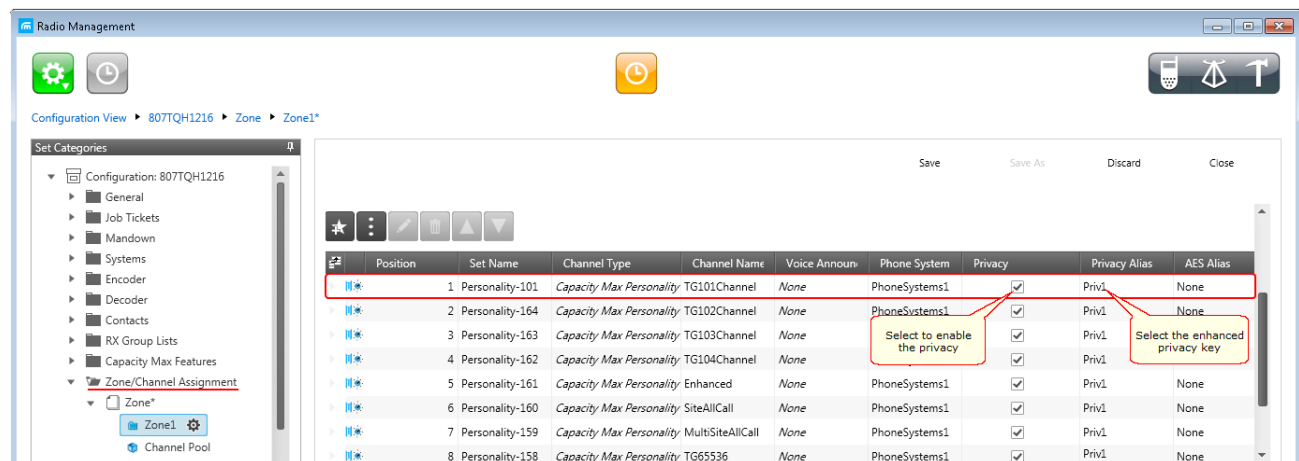 Radio Management
Configuration View 807TQH1216 Zone Zone1*
Set Categories
Save Save As Discard Close
Configuration: 807TQH1216
General
Job Tickets
Mandown
Systems
Encoder
Decoder
Contacts
RX Group Lists
Capacity Max Features
Zone/Channel Assignment
Zone*
Zone1
Channel Pool
Position Set Name Channel Type Channel Name Voice Announ Phone System Privacy Privacy Alias AES Alias
1 Personality-101 Capacity Max Personality TG101Channel None PhoneSystems1 Priv1 None
2 Personality-164 Capacity Max Personality TG102Channel None PhoneSystems1 Priv1 None
3 Personality-163 Capacity Max Personality TG103Channel None Priv1
4 Personality-162 Capacity Max Personality TG104Channel None Priv1
5 Personality-161 Capacity Max Personality Enhanced None PhoneSystems1 Priv1 None
6 Personality-160 Capacity Max Personality SiteAllCall None PhoneSystems1 Priv1 None
7 Personality-159 Capacity Max Personality MultiSiteAllCall None PhoneSystems1 Priv1 None
8 Personality-158 Capacity Max Personality TG65536 None PhoneSystems1 Priv1 None
Select to enable
the privacy
Select the enhanced
privacy key